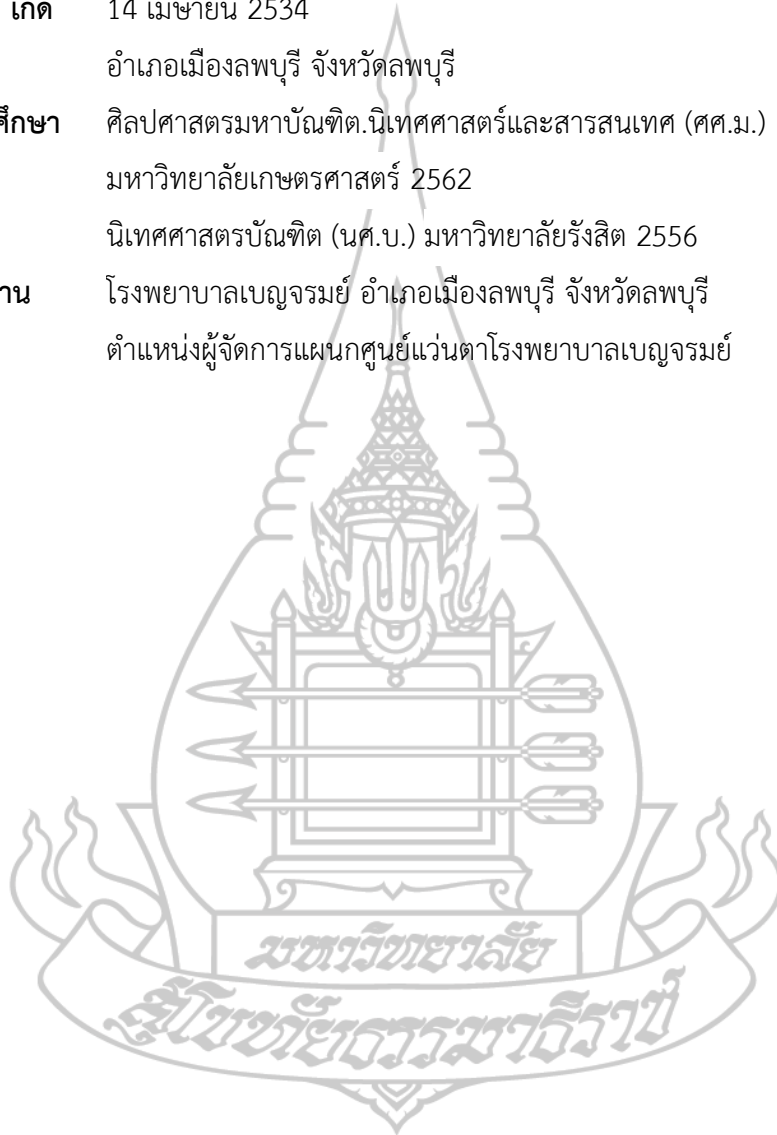 เกิด 14 เมษายน 2534
อำเภอเมืองลพบุรี จังหวัดลพบุรี
ศึกษา ศิลปศาสตรมหาบัณฑิต.นิเทศศาสตร์และสารสนเทศ (ศศ.ม.)
มหาวิทยาลัยเกษตรศาสตร์ 2562
นิเทศศาสตรบัณฑิต (นศ.บ.) มหาวิทยาลัยรังสิต 2556
าน โรงพยาบาลเบญจรมย์ อำเภอเมืองลพบุรี จังหวัดลพบุรี
ตำแหน่งผู้จัดการแผนกศูนย์แว่นตาโรงพยาบาลเบญจรมย์
มหาวิทยาลัย
สุโขทัยธรรมาธิราช